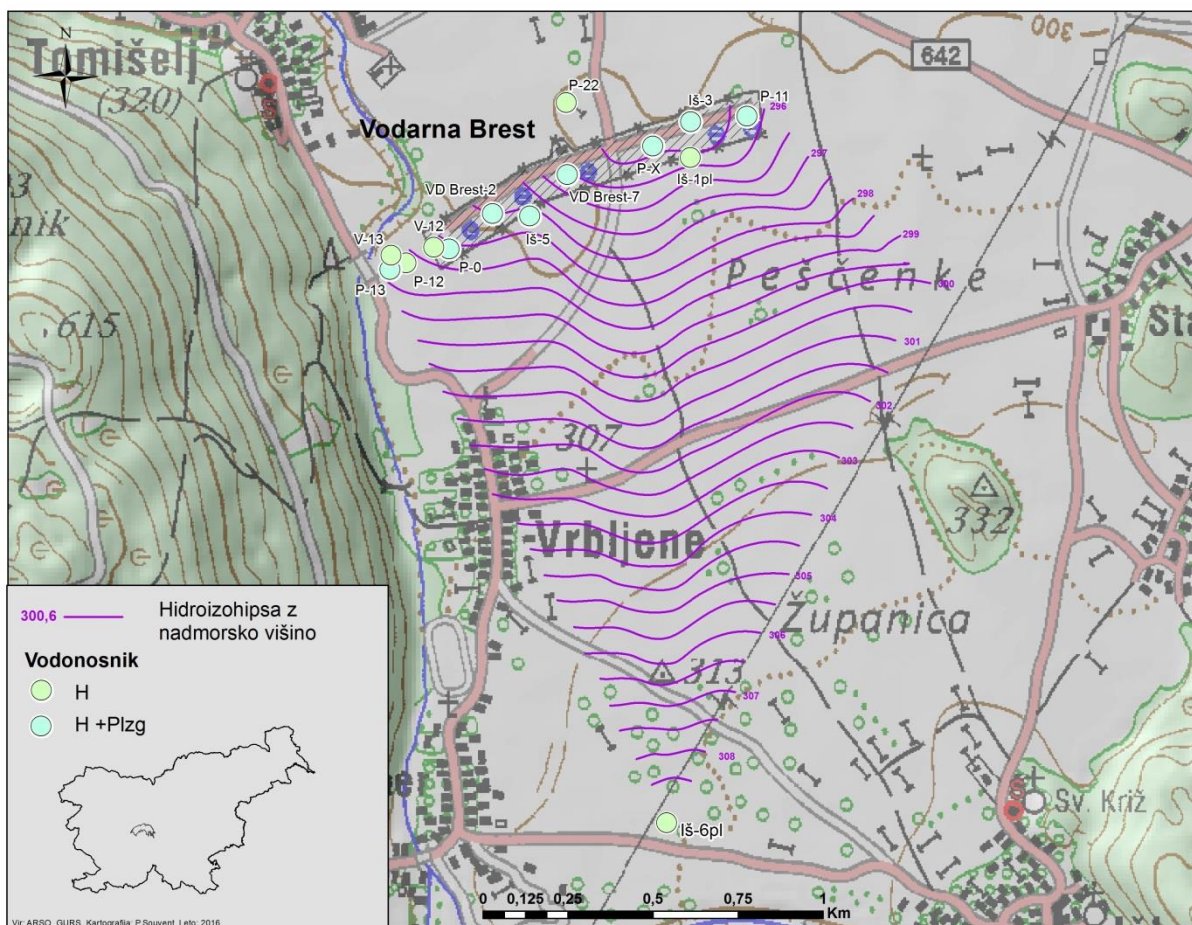 Tomišelj
(320)
N
S
642
300
P-22
Iš-3
P-11
296
Vodarna Brest
P-X
Iš-1pl
297
VD Brest-2
VD Brest-7
298
V-13
V-12
Iš-5
299
P-0
P-12
P-13
Peščenke
300
615
301
302
307
303
332
Vrbljene
304
305
Županica
306
313
307
308
S
Sv. Križ
Iš-6pl
300,6
Hidroizohipsa z
nadmorsko višino
Vodonosnik
H
H +Plzg
0 0,125 0,25 0,5 0,75 1
Km
Vir: ARSO, GURS, Kartografija: P.Souvent, Leto: 2016